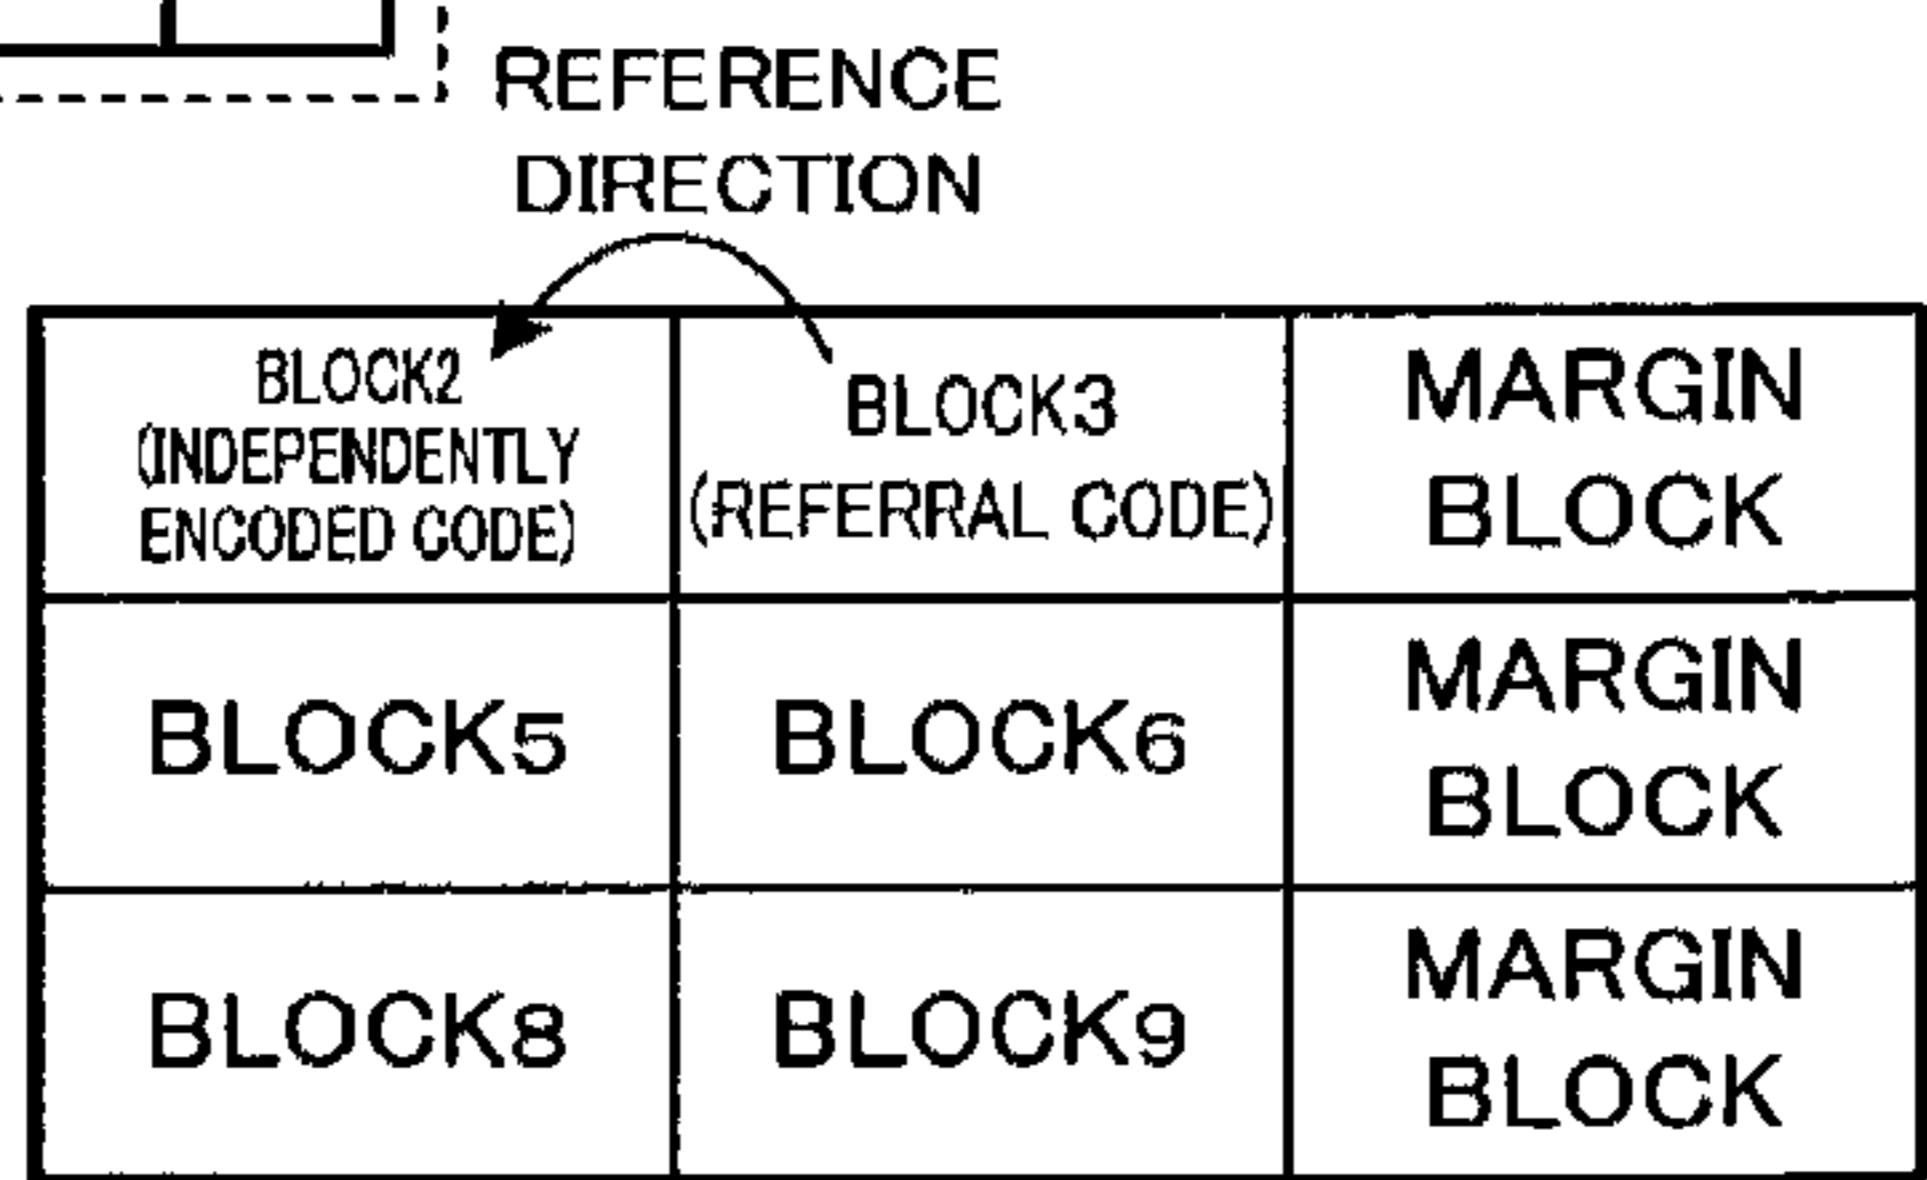 REFERENCE
DIRECTION
BLOCK2
(INDEPENDENTLY
ENCODED CODE)
BLOCK3
(REFERRAL CODE)
MARGIN
BLOCK
BLOCK5
BLOCK6
MARGIN
BLOCK
BLOCK8
BLOCK9
MARGIN
BLOCK